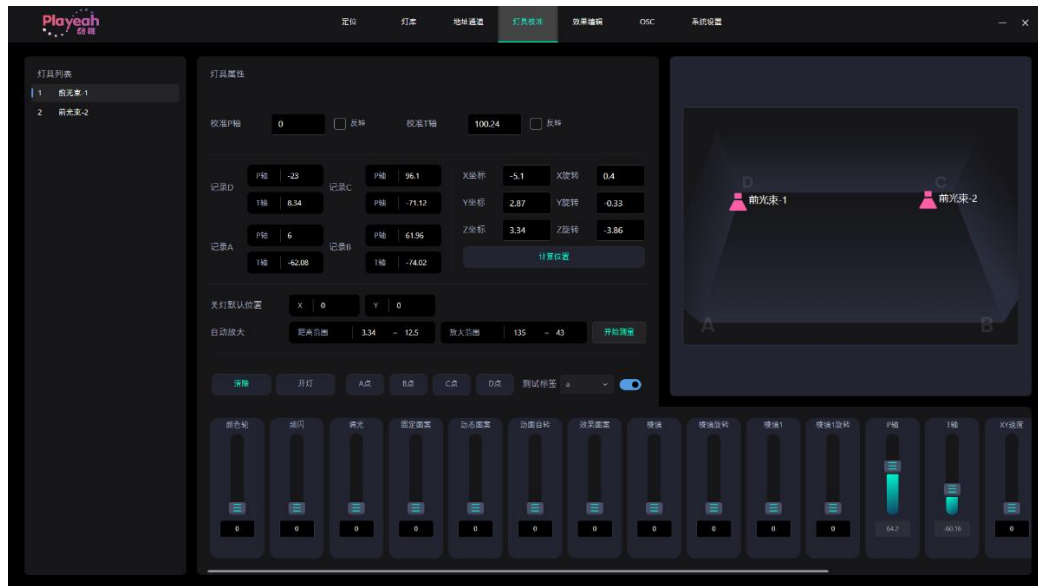 Playeah
定位 灯库 地址通道 灯具校准 效果编辑 OSC 系统设置
灯具列表
1 前光束-1
2 前光束-2
灯具属性
校准P轴 0 反转 校准T轴 100.24 反转
记录D P轴 -23 记录C P轴 96.1 X坐标 -5.1 X旋转 0.4
T轴 8.34 P轴 -71.12 Y坐标 2.87 Y旋转 -0.33
记录A P轴 6 记录B P轴 61.96 Z坐标 3.34 Z旋转 -3.86
T轴 -62.08 T轴 -74.02 计算位置
关灯默认位置 X 0 Y 0
自动放大 距离范围 3.34 ~ 12.5 放大范围 135 ~ 43 开始测量
清除 开灯 A点 B点 C点 D点 测试标签 a
D C
前光束-1 前光束-2
A B
颜色轮 频闪 调光 固定图案 动态图案 动图自转 效果图案 棱镜 棱镜旋转 棱镜1 棱镜1旋转 P轴 T轴 XY速度
0 0 0 0 0 0 0 0 0 0 0 64.2 -60.16 0